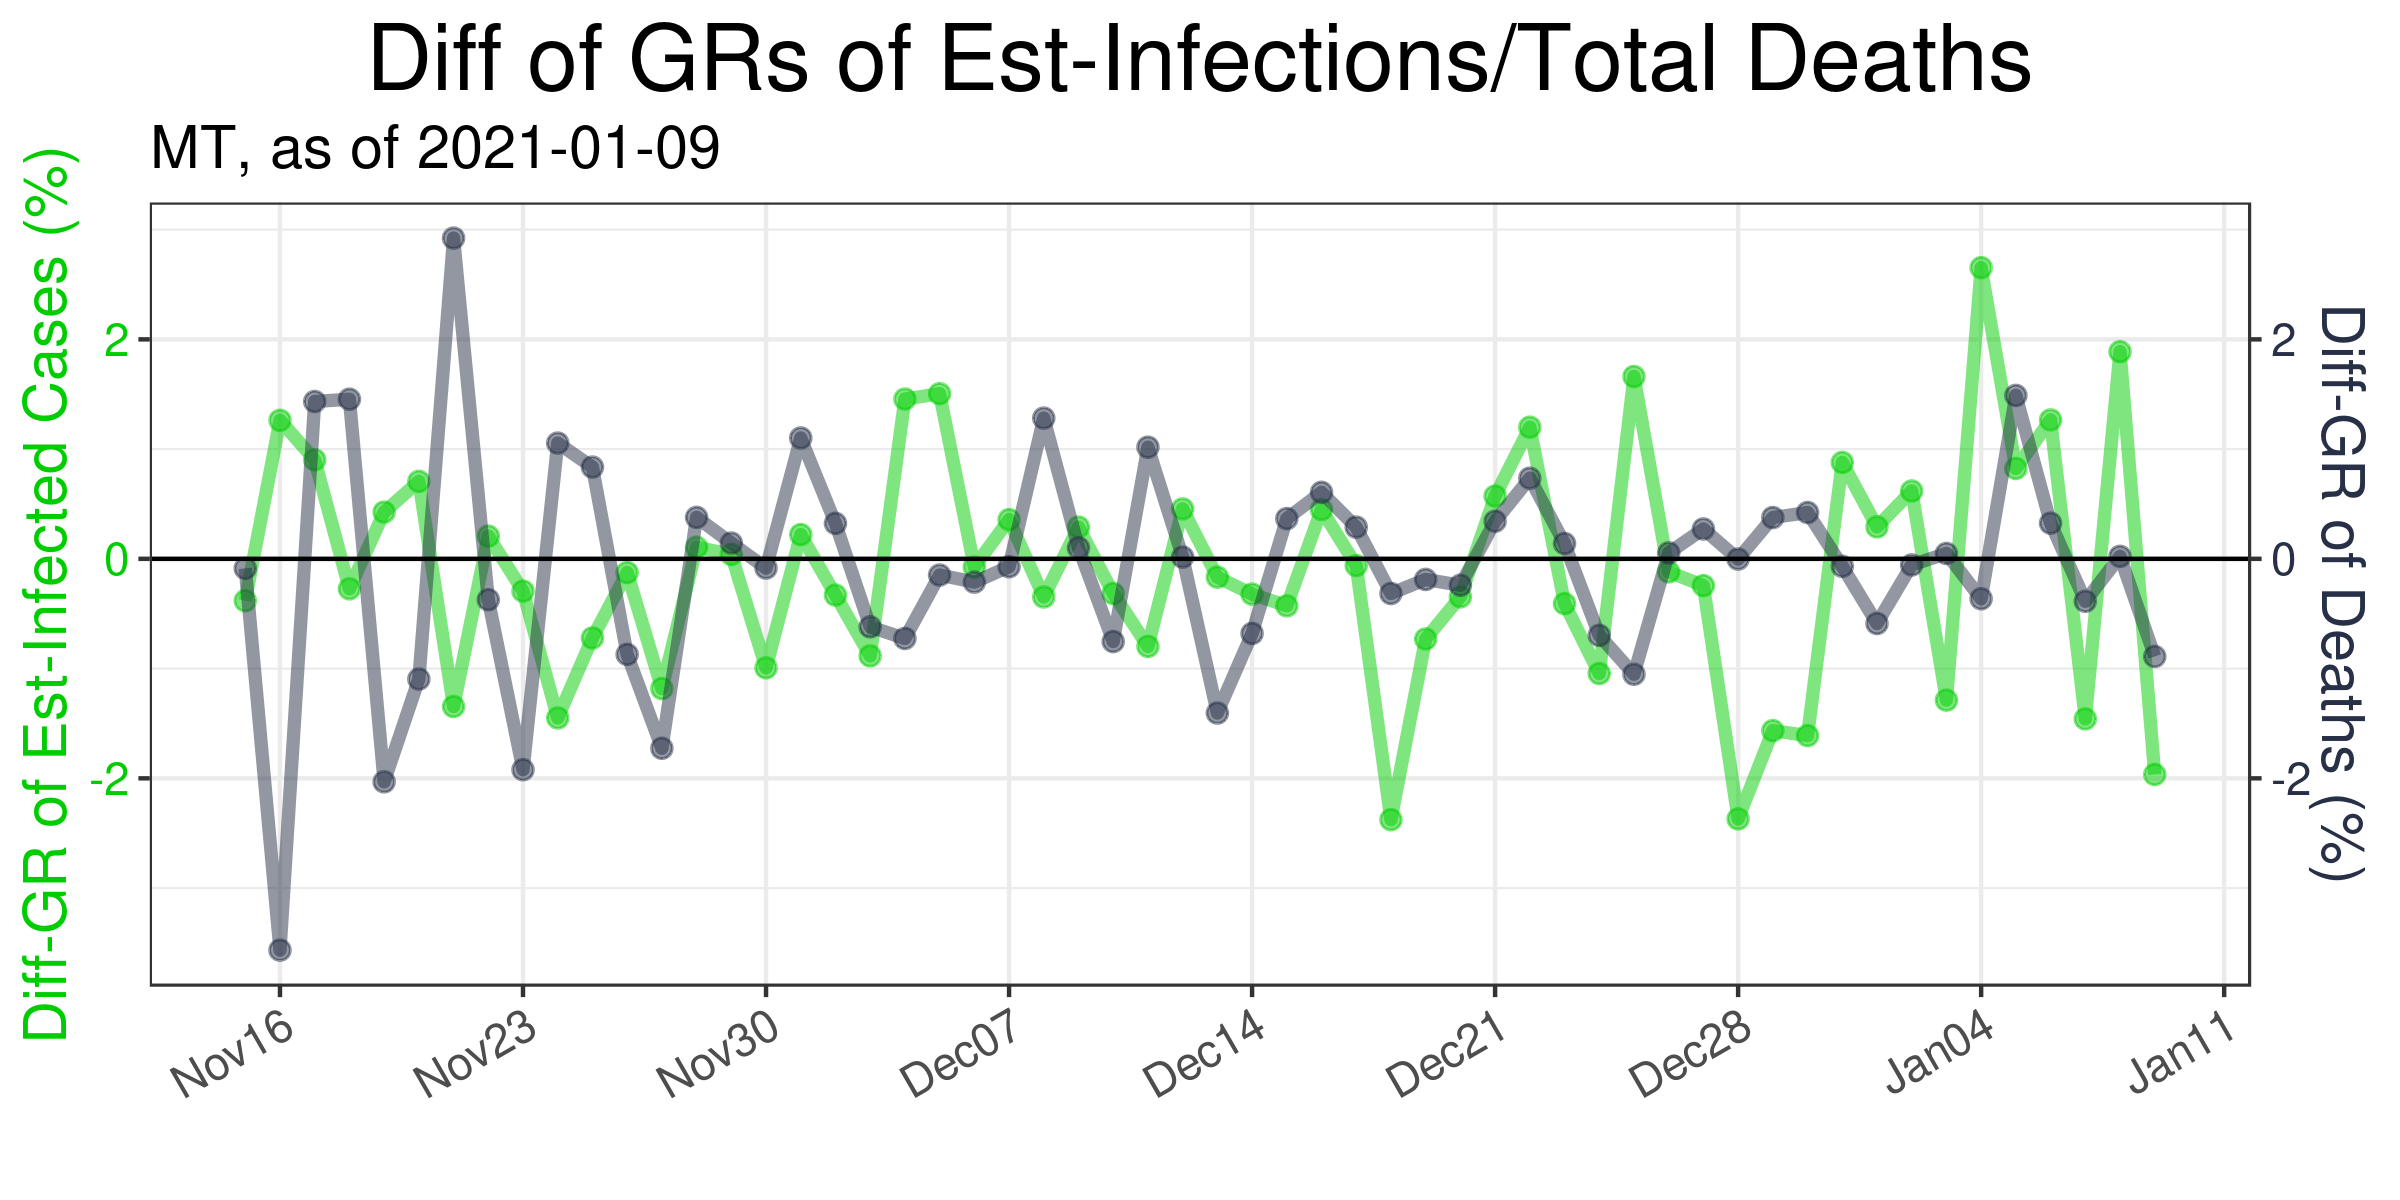 Diff of GRs of Est-Infections/Total Deaths
MT, as of 2021-01-09
Diff-GR of Est-Infected Cases (%)
2
0
-2
2
0
-2
Diff-GR of Deaths (%)
Nov16
Nov23
Nov30
Dec07
Dec14
Dec21
Dec28
Jan04
Jan11